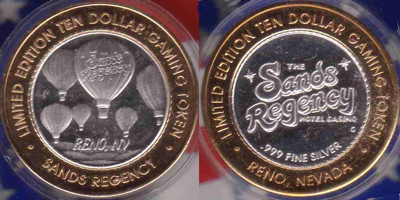 LIMITED EDITION TEN DOLLAR GAMING TOKEN
Sands
Regency
RENO, NV
• SANDS REGENCY •
LIMITED EDITION TEN DOLLAR GAMING TOKEN
THE
Sands
Regency
HOTEL CASINO
G
.999 FINE SILVER
• RENO, NEVADA •